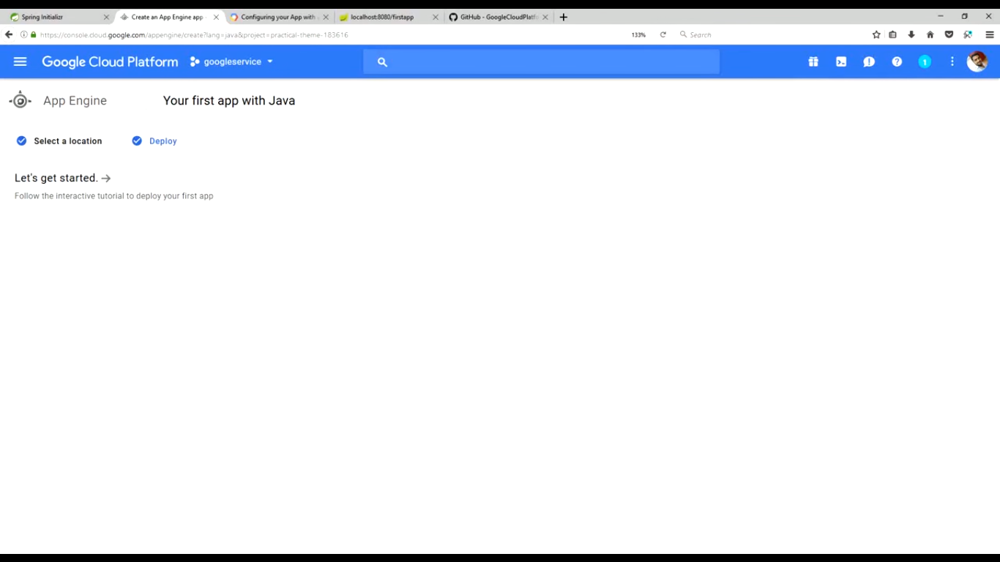 Spring Initializr
Create an App Engine app -
Configuring your App with
localhost:8080/firstapp
GitHub - GoogleCloudPlatfo
https://console.cloud.google.com/appengine/create?lang=java&project=practical-theme-183616
133%
Search
Google Cloud Platform
googleservice
1
App Engine
Your first app with Java
Select a location
Deploy
Let's get started.
Follow the interactive tutorial to deploy your first app